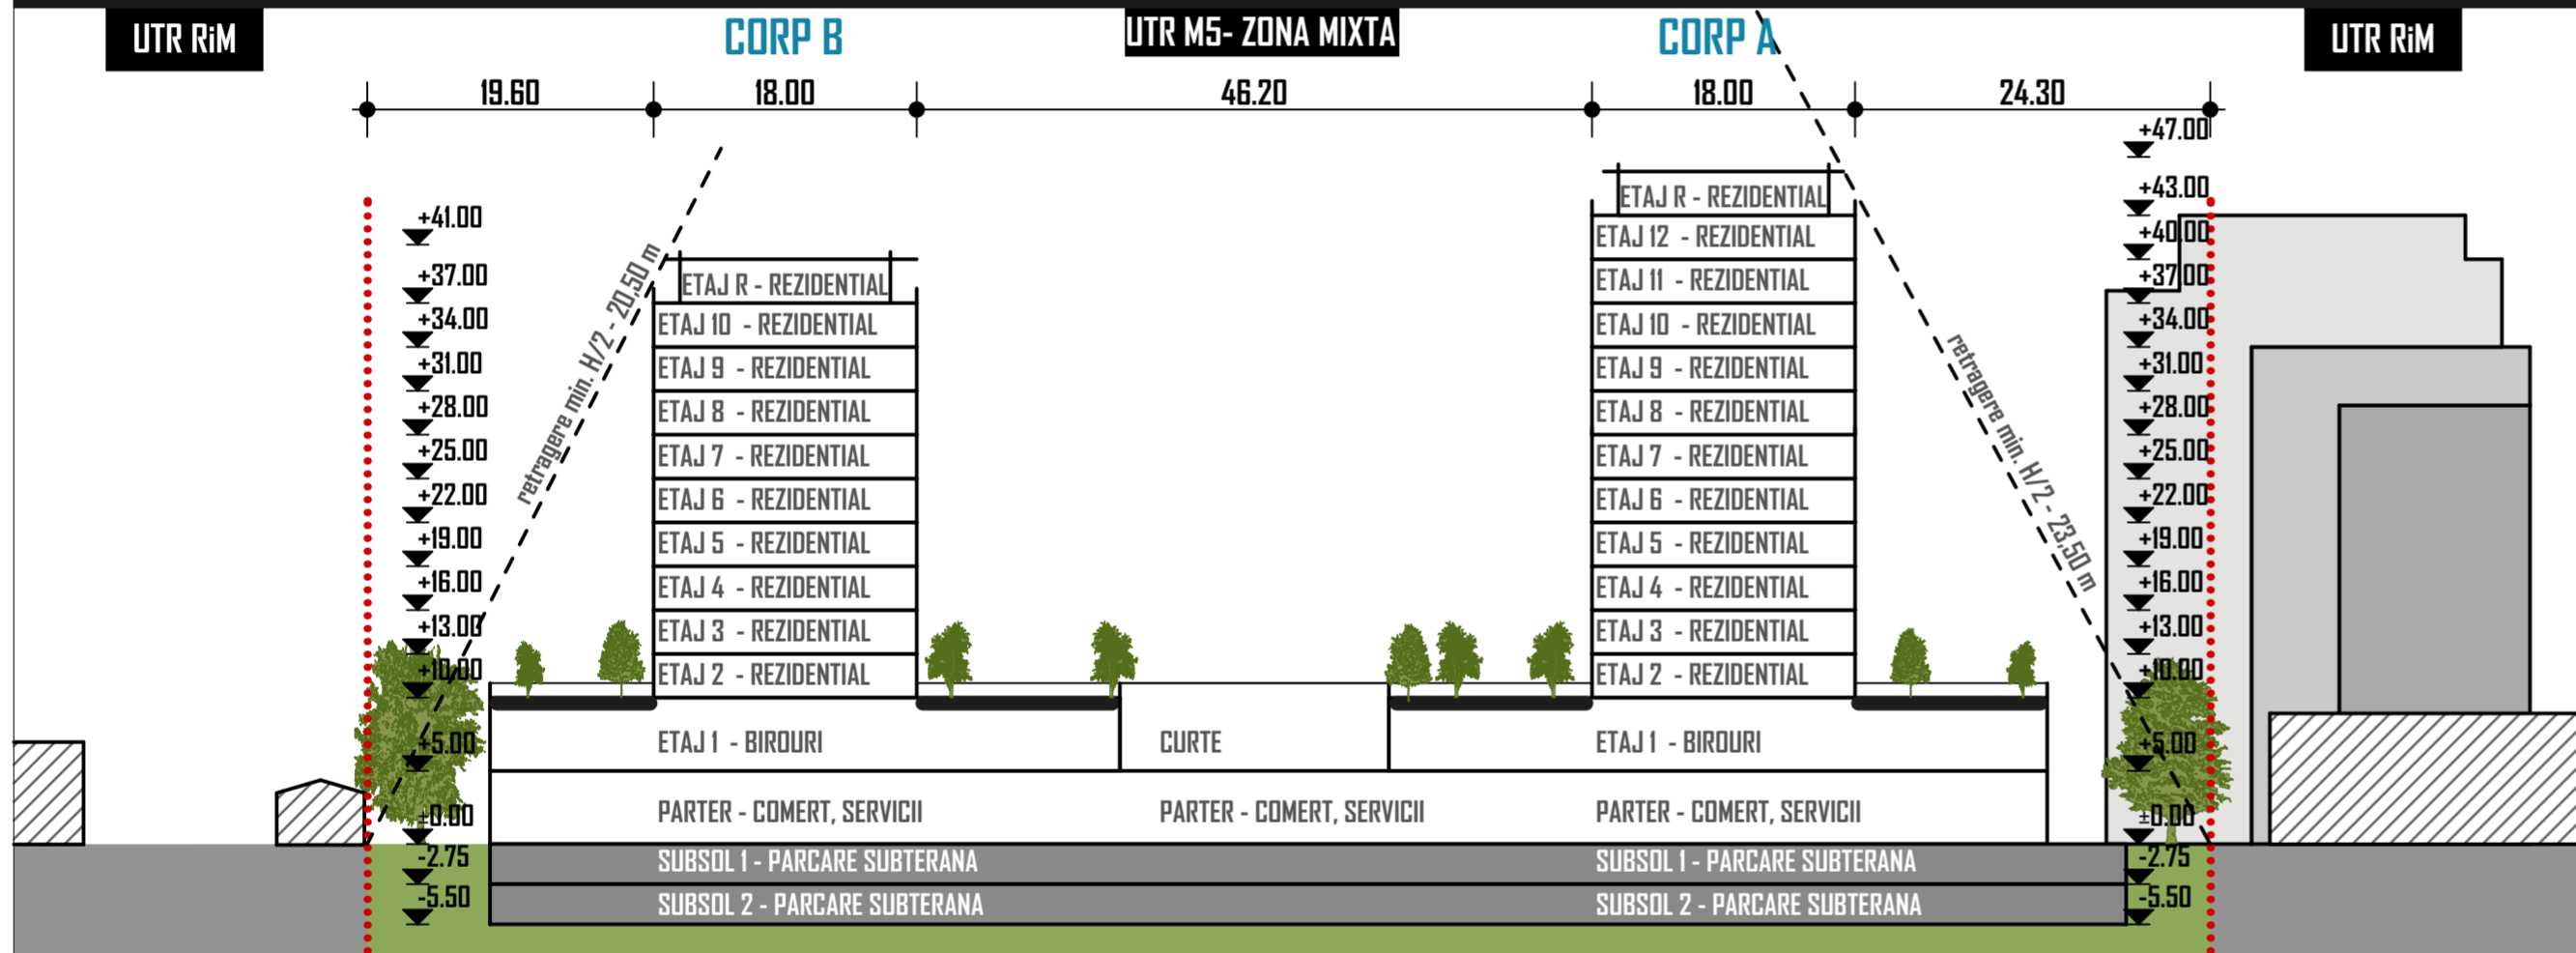 UTR RiM
CORP B
UTR M5- ZONA MIXTA
CORP A
UTR RiM
19.60
18.00
46.20
18.00
24.30
+41.00
+37.00
+34.00
+31.00
+28.00
+25.00
+22.00
+19.00
+16.00
+13.00
+10.00
+5.00
±0.00
-2.75
-5.50
retragere min. H/2 - 20,50 m
ETAJ R - REZIDENTIAL
ETAJ 10 - REZIDENTIAL
ETAJ 9 - REZIDENTIAL
ETAJ 8 - REZIDENTIAL
ETAJ 7 - REZIDENTIAL
ETAJ 6 - REZIDENTIAL
ETAJ 5 - REZIDENTIAL
ETAJ 4 - REZIDENTIAL
ETAJ 3 - REZIDENTIAL
ETAJ 2 - REZIDENTIAL
ETAJ 1 - BIROURI
PARTER - COMERT, SERVICII
SUBSOL 1 - PARCARE SUBTERANA
SUBSOL 2 - PARCARE SUBTERANA
CURTE
PARTER - COMERT, SERVICII
ETAJ R - REZIDENTIAL
ETAJ 12 - REZIDENTIAL
ETAJ 11 - REZIDENTIAL
ETAJ 10 - REZIDENTIAL
ETAJ 9 - REZIDENTIAL
ETAJ 8 - REZIDENTIAL
ETAJ 7 - REZIDENTIAL
ETAJ 6 - REZIDENTIAL
ETAJ 5 - REZIDENTIAL
ETAJ 4 - REZIDENTIAL
ETAJ 3 - REZIDENTIAL
ETAJ 2 - REZIDENTIAL
ETAJ 1 - BIROURI
PARTER - COMERT, SERVICII
SUBSOL 1 - PARCARE SUBTERANA
SUBSOL 2 - PARCARE SUBTERANA
retragere min. H/2 - 23,50 m
+47.00
+43.00
+40.00
+37.00
+34.00
+31.00
+28.00
+25.00
+22.00
+19.00
+16.00
+13.00
+10.00
+5.00
±0.00
-2.75
-5.50